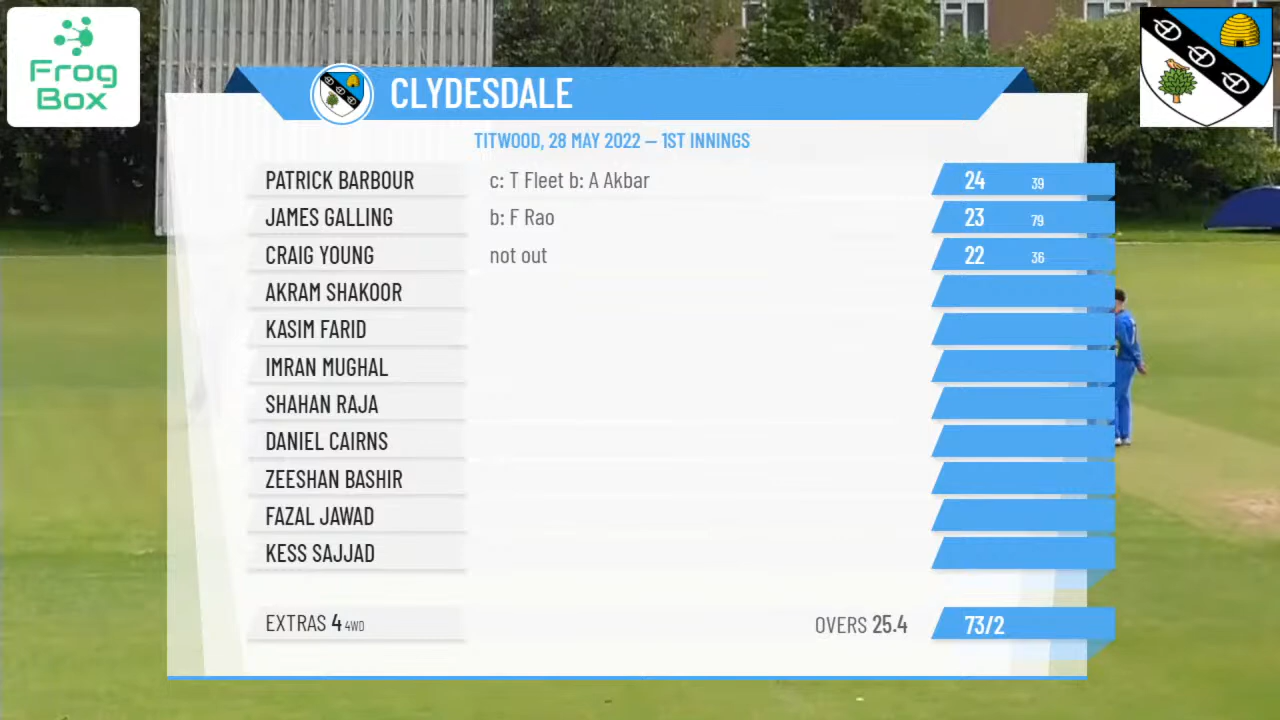 Frog
Box
CLYDESDALE
TITWOOD, 28 MAY 2022 – 1ST INNINGS
PATRICK BARBOUR c: T Fleet b: A Akbar 24 39
JAMES GALLING b: F Rao 23 79
CRAIG YOUNG not out 22 36
AKRAM SHAKOOR
KASIM FARID
IMRAN MUGHAL
SHAHAN RAJA
DANIEL CAIRNS
ZEESHAN BASHIR
FAZAL JAWAD
KESS SAJJAD
EXTRAS 4 4WD OVERS 25.4 73/2